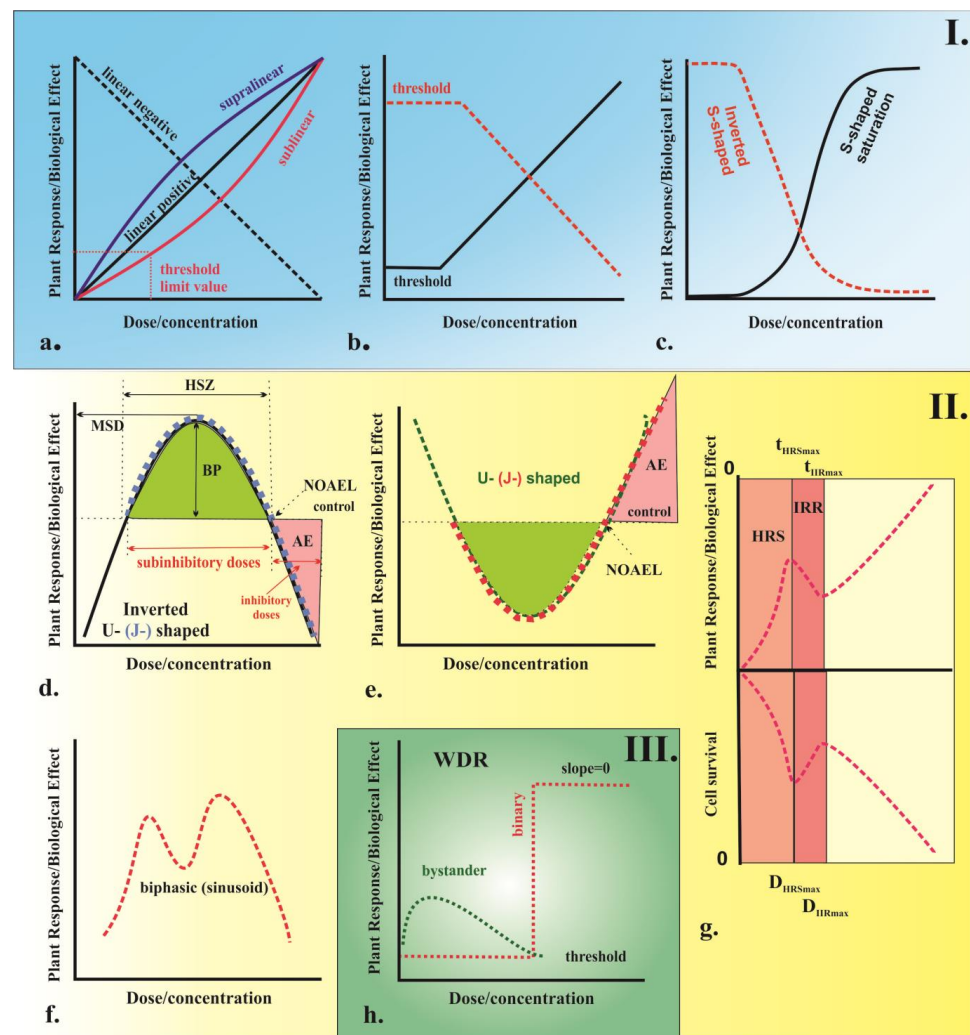 I.
Plant Response/Biological Effect
linear negative
supralinear
linear positive
sublinear
threshold
limit value
Dose/concentration
a.
Plant Response/Biological Effect
threshold
threshold
Dose/concentration
b.
Plant Response/Biological Effect
Inverted
S-shaped
S-shaped
saturation
Dose/concentration
c.
II.
Plant Response/Biological Effect
HSZ
MSD
BP
NOAEL
control
AE
subinhibitory doses
inhibitory
doses
Inverted
U- (J-) shaped
Dose/concentration
d.
Plant Response/Biological Effect
U- (J-) shaped
AE
control
NOAEL
Dose/concentration
e.
Plant Response/Biological Effect
biphasic (sinusoid)
Dose/concentration
f.
tHRSmax
tIIRmax
0
Plant Response/Biological Effect
HRS
IRR
Cell survival
0
DHRSmax
DIIRmax
g.
III.
WDR
Plant Response/Biological Effect
slope=0
binary
bystander
threshold
Dose/concentration
h.